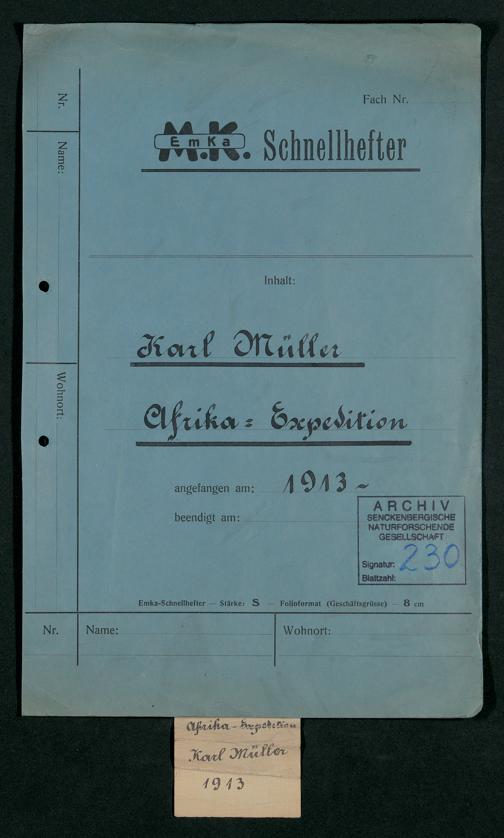 Nr.
Name:
Wohnort:
Fach Nr.
M.K.
EmKa
Schnellhefter
Inhalt:
Karl Müller
Afrika = Expedition
angefangen am: 1913 -
beendigt am:
ARCHIV
SENCKENBERGISCHE
NATURFORSCHENDE
GESELLSCHAFT
Signatur: 230
Blattzahl:
Emka-Schnellhefter — Stärke: S — Folioformat (Geschäftsgrösse) — 8 cm
Nr. Name: Wohnort:
Afrika - Expedition
Karl Müller
1913